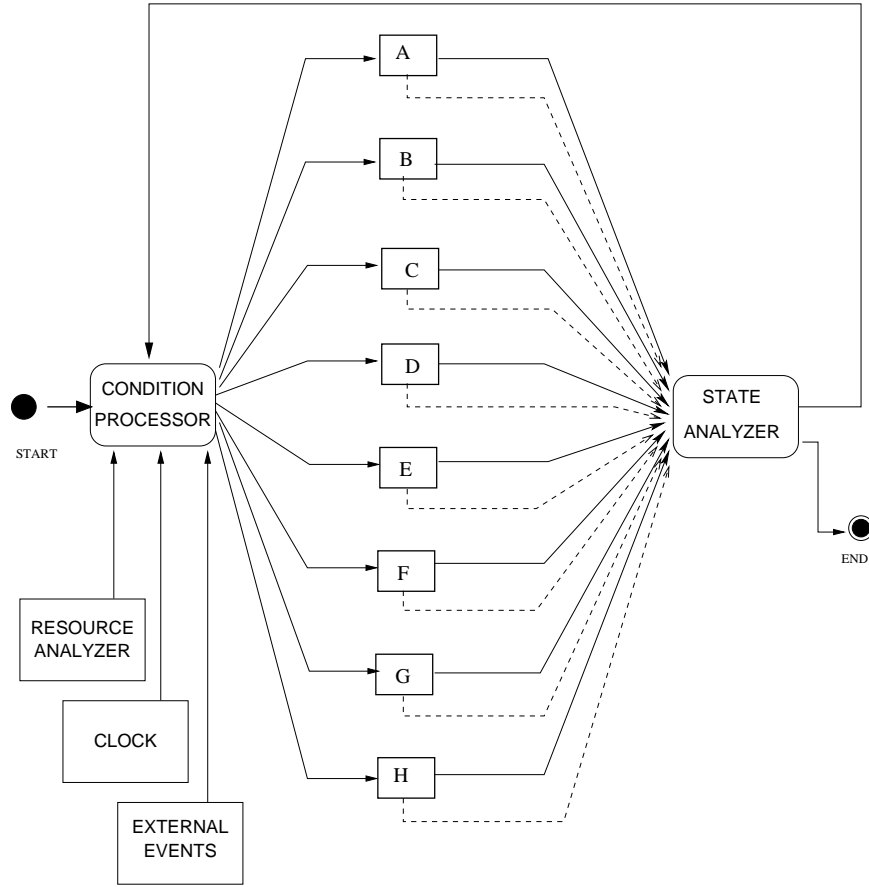 A
B
C
D
E
F
G
H
CONDITION
PROCESSOR
STATE
ANALYZER
START
END
RESOURCE
ANALYZER
CLOCK
EXTERNAL
EVENTS